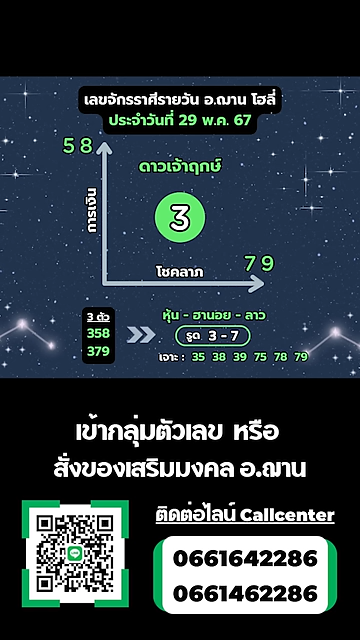 เลขจักรราศีรายวัน อ.ฌาน โฮลี่
ประจำวันที่ 29 พ.ค. 67
58
ดาวเจ้าฤกษ์
การเงิน
3
79
โชคลาภ
3 ตัว
358
379
หุ้น - ฮานอย - ลาว
รูด 3 - 7
เจาะ : 35 38 39 75 78 79
เข้ากลุ่มตัวเลข หรือ
สั่งของเสริมมงคล อ.ฌาน
ติดต่อไลน์ Callcenter
0661642286
0661462286